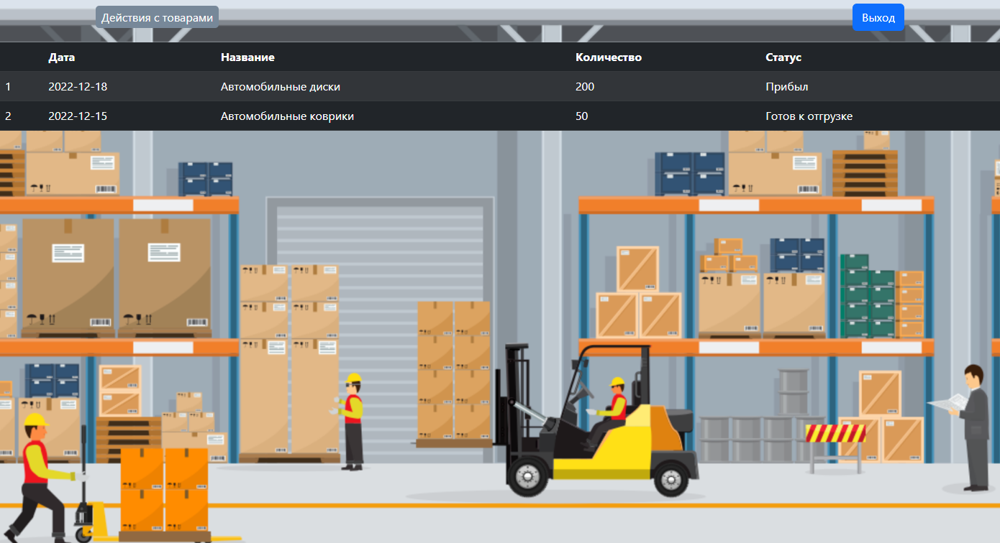 Действия с товарами
Выход
Дата Название Количество Статус
1 2022-12-18 Автомобильные диски 200 Прибыл
2 2022-12-15 Автомобильные коврики 50 Готов к отгрузке